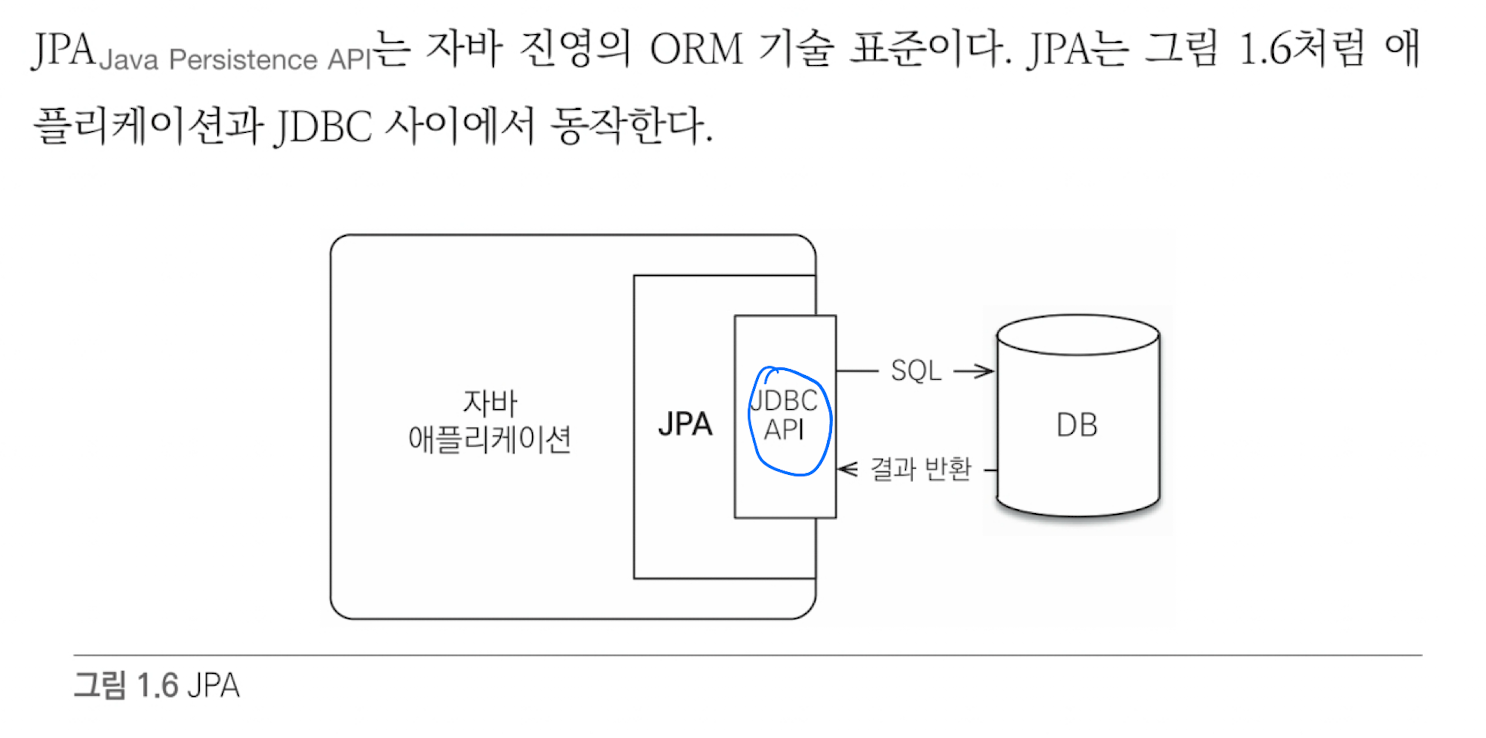 JPA Java Persistence API는 자바 진영의 ORM 기술 표준이다. JPA는 그림 1.6처럼 애
플리케이션과 JDBC 사이에서 동작한다.
자바
애플리케이션
JPA
JDBC
API
SQL
결과 반환
DB
그림 1.6 JPA